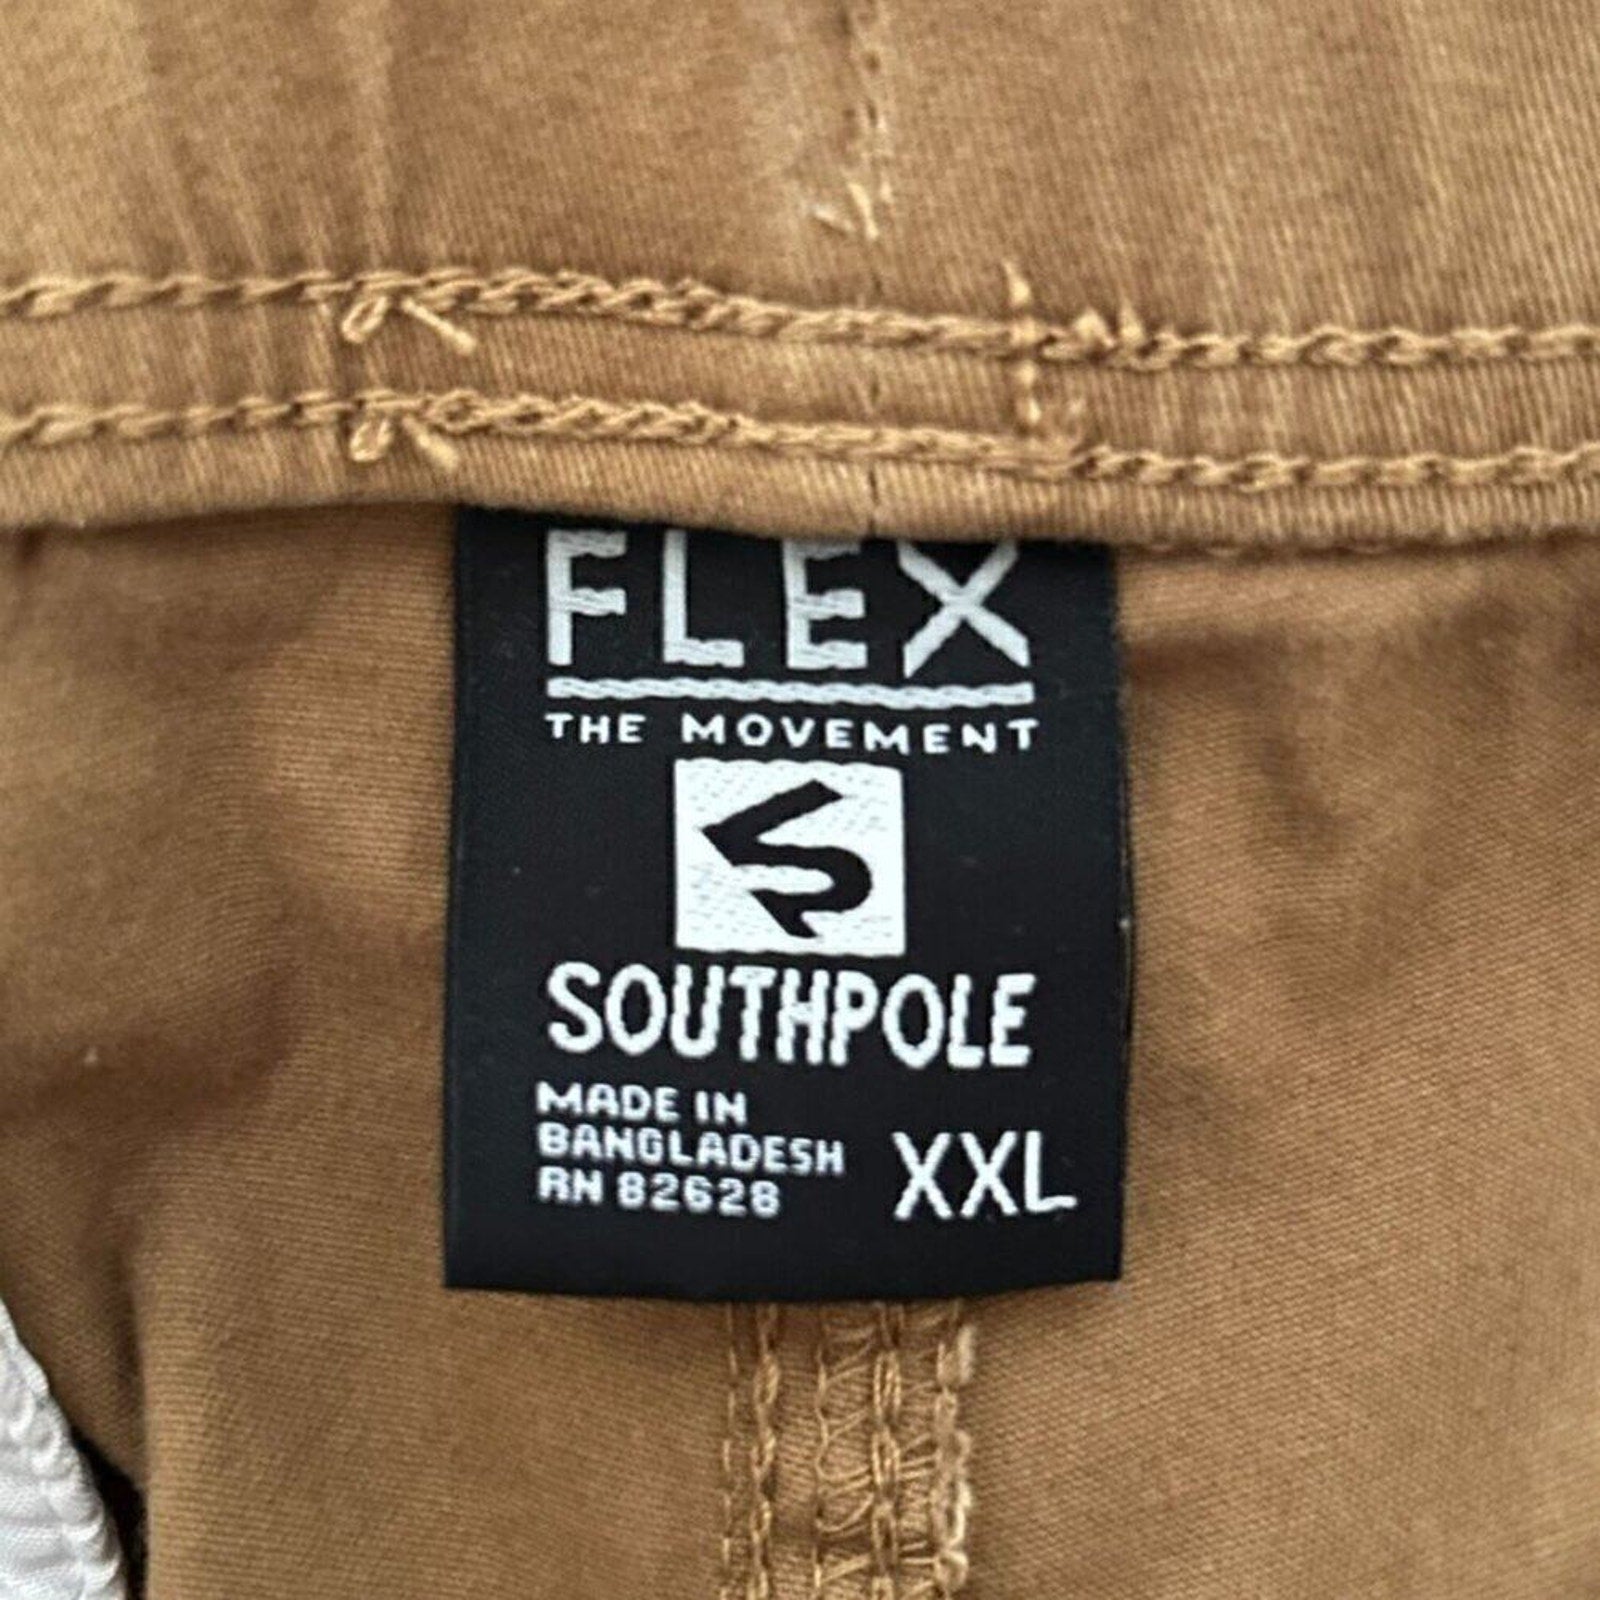 FLEX
THE MOVEMENT
SOUTHPOLE
MADE IN
BANGLADESH
RN 82628
XXL